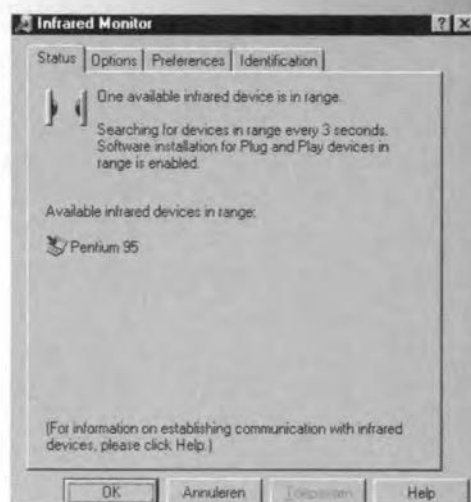 Infrared Monitor
Status Options Preferences Identification
One available infrared device is in range.
Searching for devices in range every 3 seconds.
Software installation for Plug and Play devices in
range is enabled.
Available infrared devices in range:
Pentium 95
(For information on establishing communication with infrared
devices, please click Help.)
OK Annuleren Toepassen Help